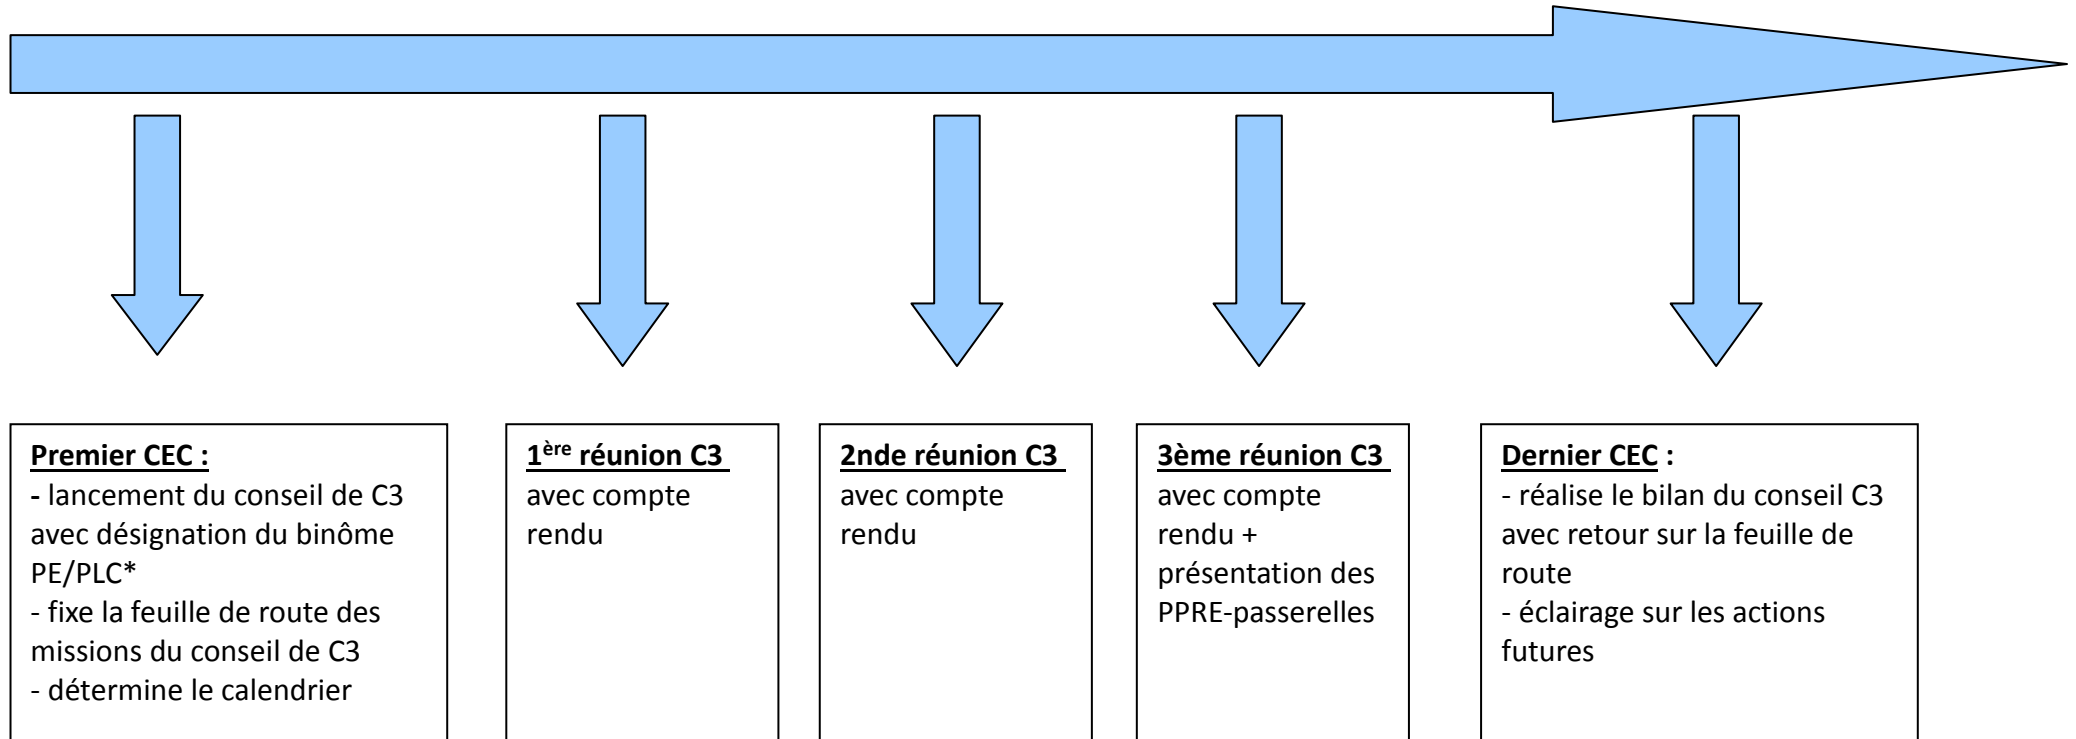 Premier CEC :
- lancement du conseil de C3
avec désignation du binôme
PE/PLC*
- fixe la feuille de route des
missions du conseil de C3
- détermine le calendrier
1ère réunion C3
avec compte
rendu
2nde réunion C3
avec compte
rendu
3ème réunion C3
avec compte
rendu +
présentation des
PPRE-passerelles
Dernier CEC :
- réalise le bilan du conseil C3
avec retour sur la feuille de
route
- éclairage sur les actions
futures